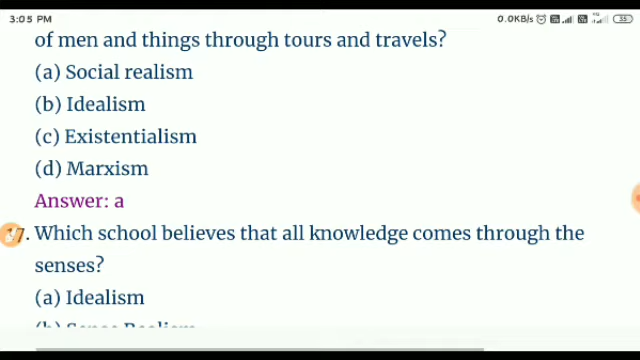 3:05 PM 0.0KB/s 35
of men and things through tours and travels?
(a) Social realism
(b) Idealism
(c) Existentialism
(d) Marxism
Answer: a
17. Which school believes that all knowledge comes through the
senses?
(a) Idealism
(b) Sense Realism